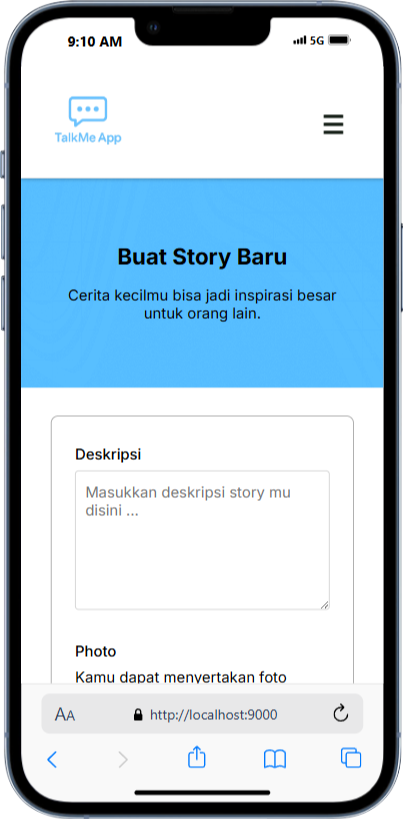 9:10 AM
5G
TalkMe App
Buat Story Baru
Cerita kecilmu bisa jadi inspirasi besar
untuk orang lain.
Deskripsi
Masukkan deskripsi story mu
disini ...
Photo
Kamu dapat menyertakan foto
AA
http://localhost:9000